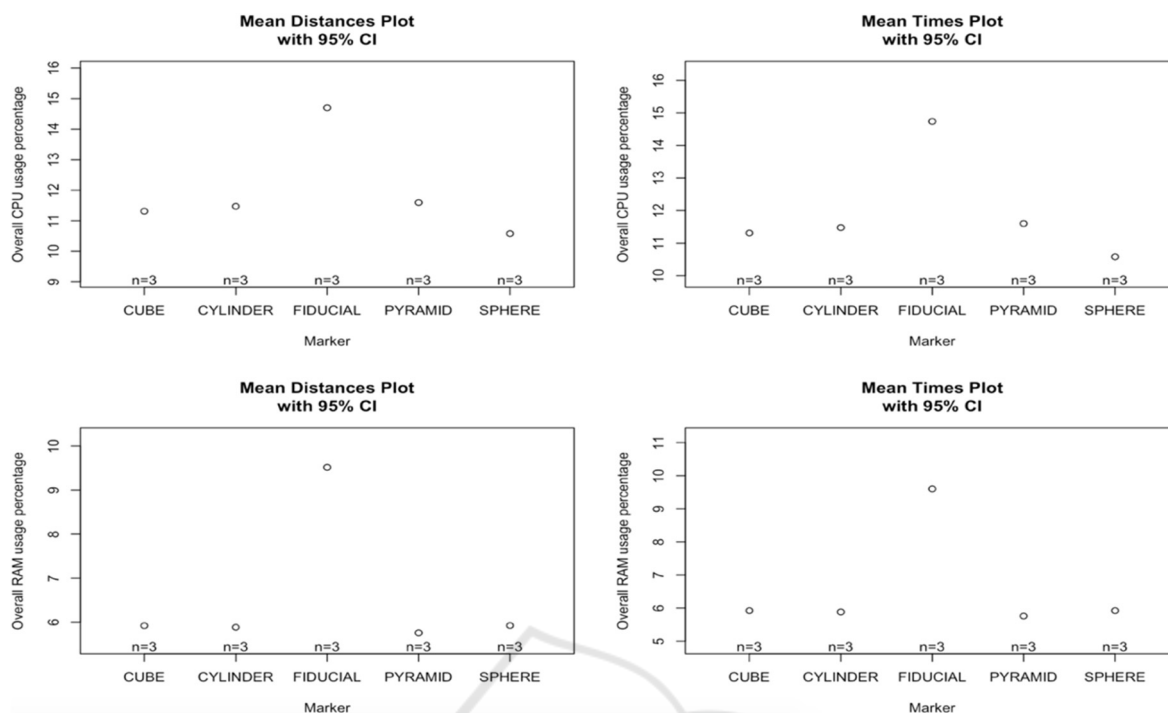 Mean Distances Plot
with 95% CI
Overall CPU usage percentage
16
15
14
13
12
11
10
9
n=3 n=3 n=3 n=3 n=3
CUBE CYLINDER FIDUCIAL PYRAMID SPHERE
Marker
Mean Times Plot
with 95% CI
Overall CPU usage percentage
16
15
14
13
12
11
10
n=3 n=3 n=3 n=3 n=3
CUBE CYLINDER FIDUCIAL PYRAMID SPHERE
Marker
Mean Distances Plot
with 95% CI
Overall RAM usage percentage
10
9
8
7
6
n=3 n=3 n=3 n=3 n=3
CUBE CYLINDER FIDUCIAL PYRAMID SPHERE
Marker
Mean Times Plot
with 95% CI
Overall RAM usage percentage
11
10
9
8
7
6
5
n=3 n=3 n=3 n=3 n=3
CUBE CYLINDER FIDUCIAL PYRAMID SPHERE
Marker